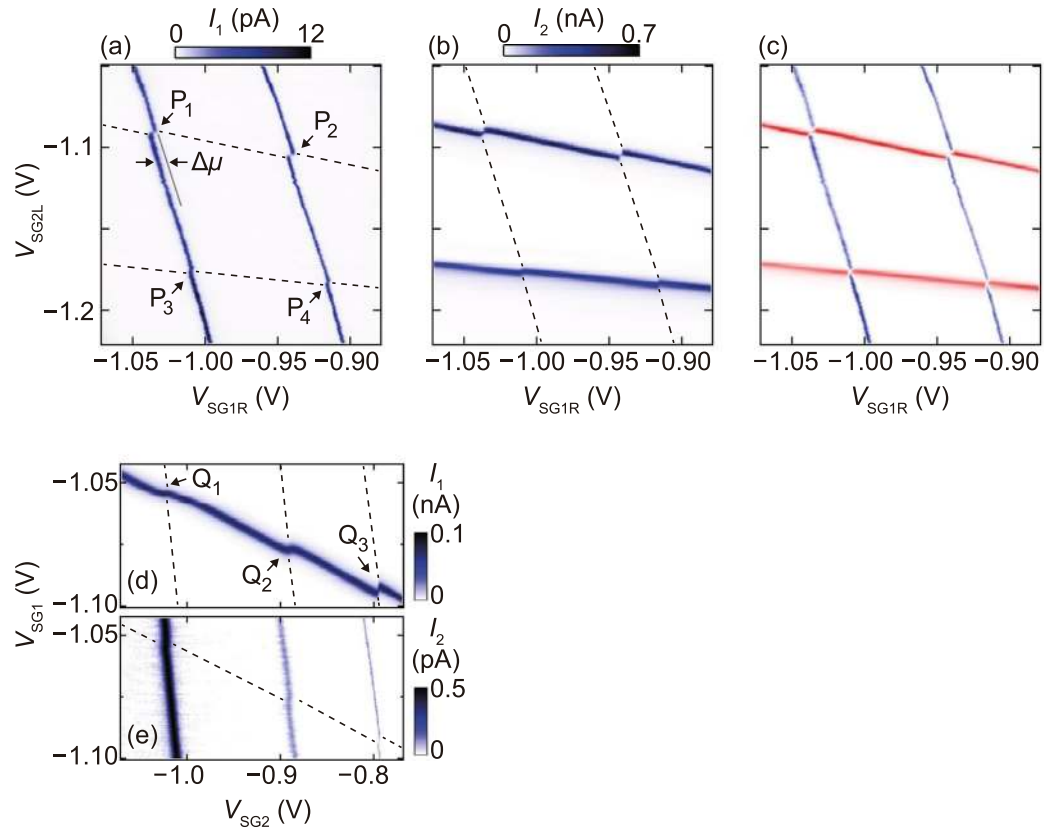 I1 (pA)
0 12
(a)
P1
P2
Δμ
P3
P4
−1.1
−1.2
VSG2L (V)
−1.05 −1.00 −0.95 −0.90
VSG1R (V)
I2 (nA)
0 0.7
(b)
−1.05 −1.00 −0.95 −0.90
VSG1R (V)
(c)
−1.05 −1.00 −0.95 −0.90
VSG1R (V)
−1.05
−1.10
Q1
Q2
Q3
(d)
I1
(nA)
0.1
0
VSG1 (V)
−1.05
−1.10
(e)
I2
(pA)
0.5
0
−1.0 −0.9 −0.8
VSG2 (V)